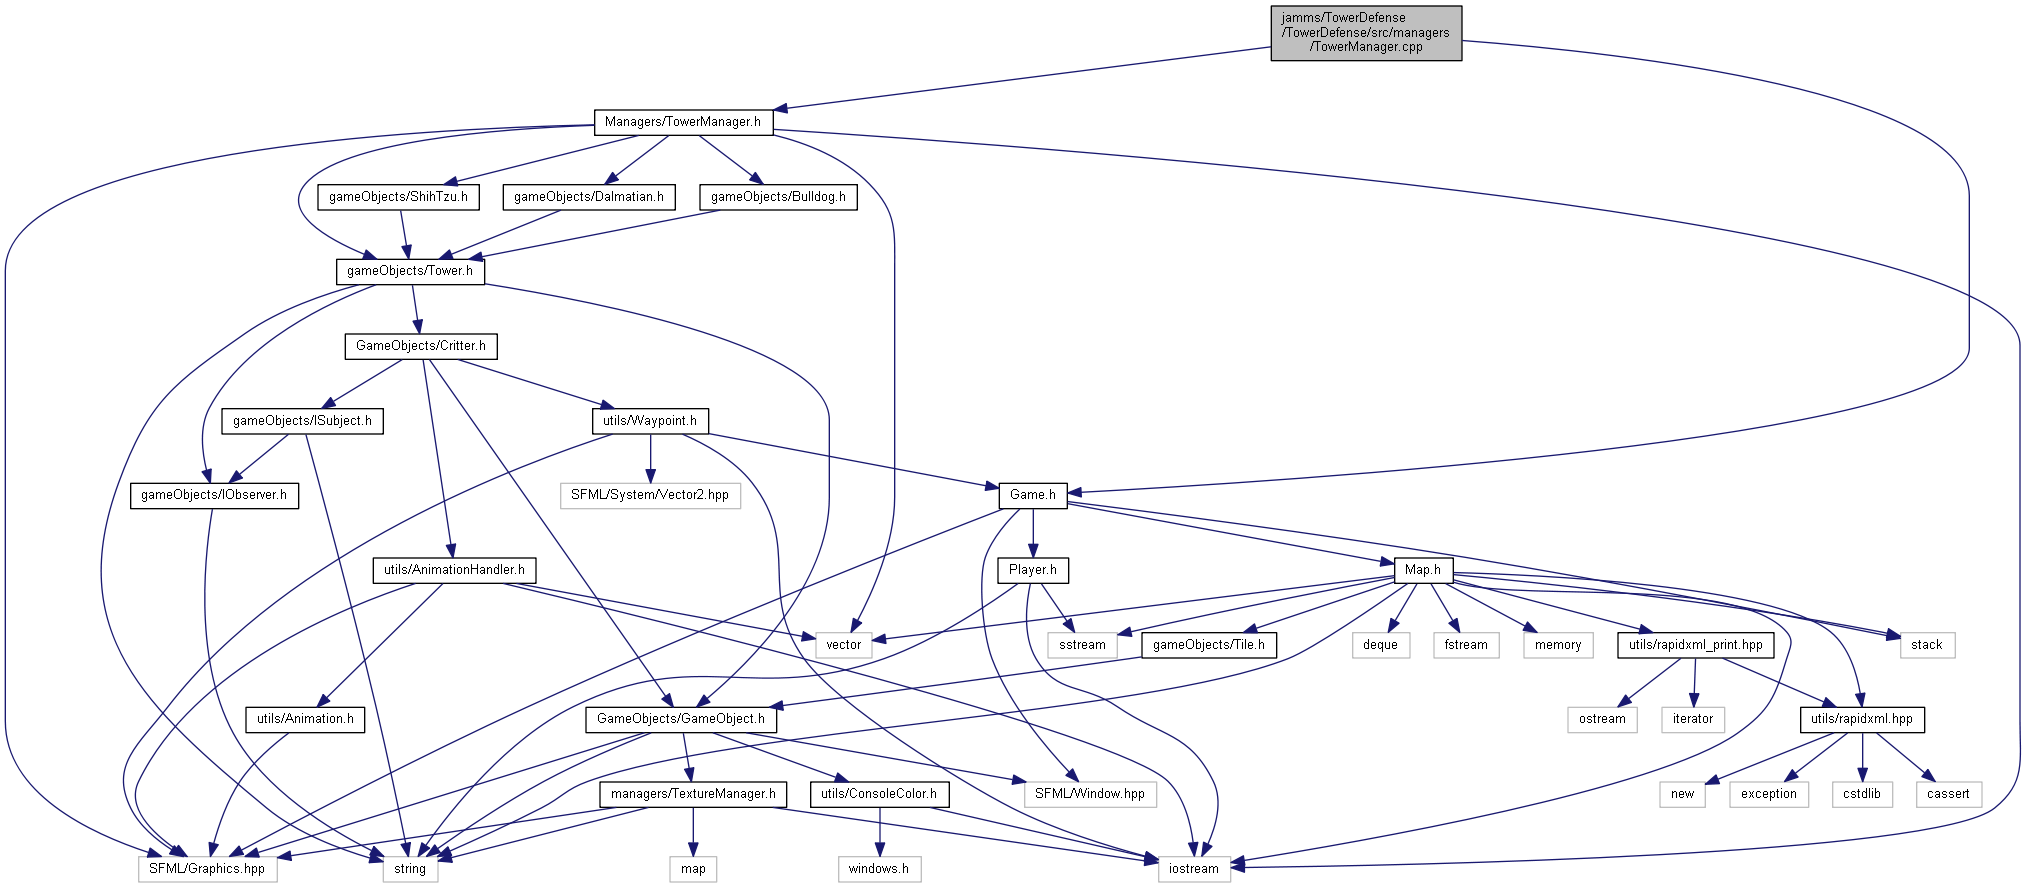 jamms/TowerDefense
/TowerDefense/src/managers
/TowerManager.cpp
Managers/TowerManager.h
gameObjects/ShihTzu.h
gameObjects/Dalmatian.h
gameObjects/Bulldog.h
gameObjects/Tower.h
GameObjects/Critter.h
gameObjects/ISubject.h
utils/Waypoint.h
gameObjects/IObserver.h
SFML/System/Vector2.hpp
Game.h
utils/AnimationHandler.h
Player.h
Map.h
vector
sstream
gameObjects/Tile.h
deque
fstream
memory
utils/rapidxml_print.hpp
stack
utils/Animation.h
GameObjects/GameObject.h
ostream
iterator
utils/rapidxml.hpp
managers/TextureManager.h
utils/ConsoleColor.h
SFML/Window.hpp
new
exception
cstdlib
cassert
SFML/Graphics.hpp
string
map
windows.h
iostream